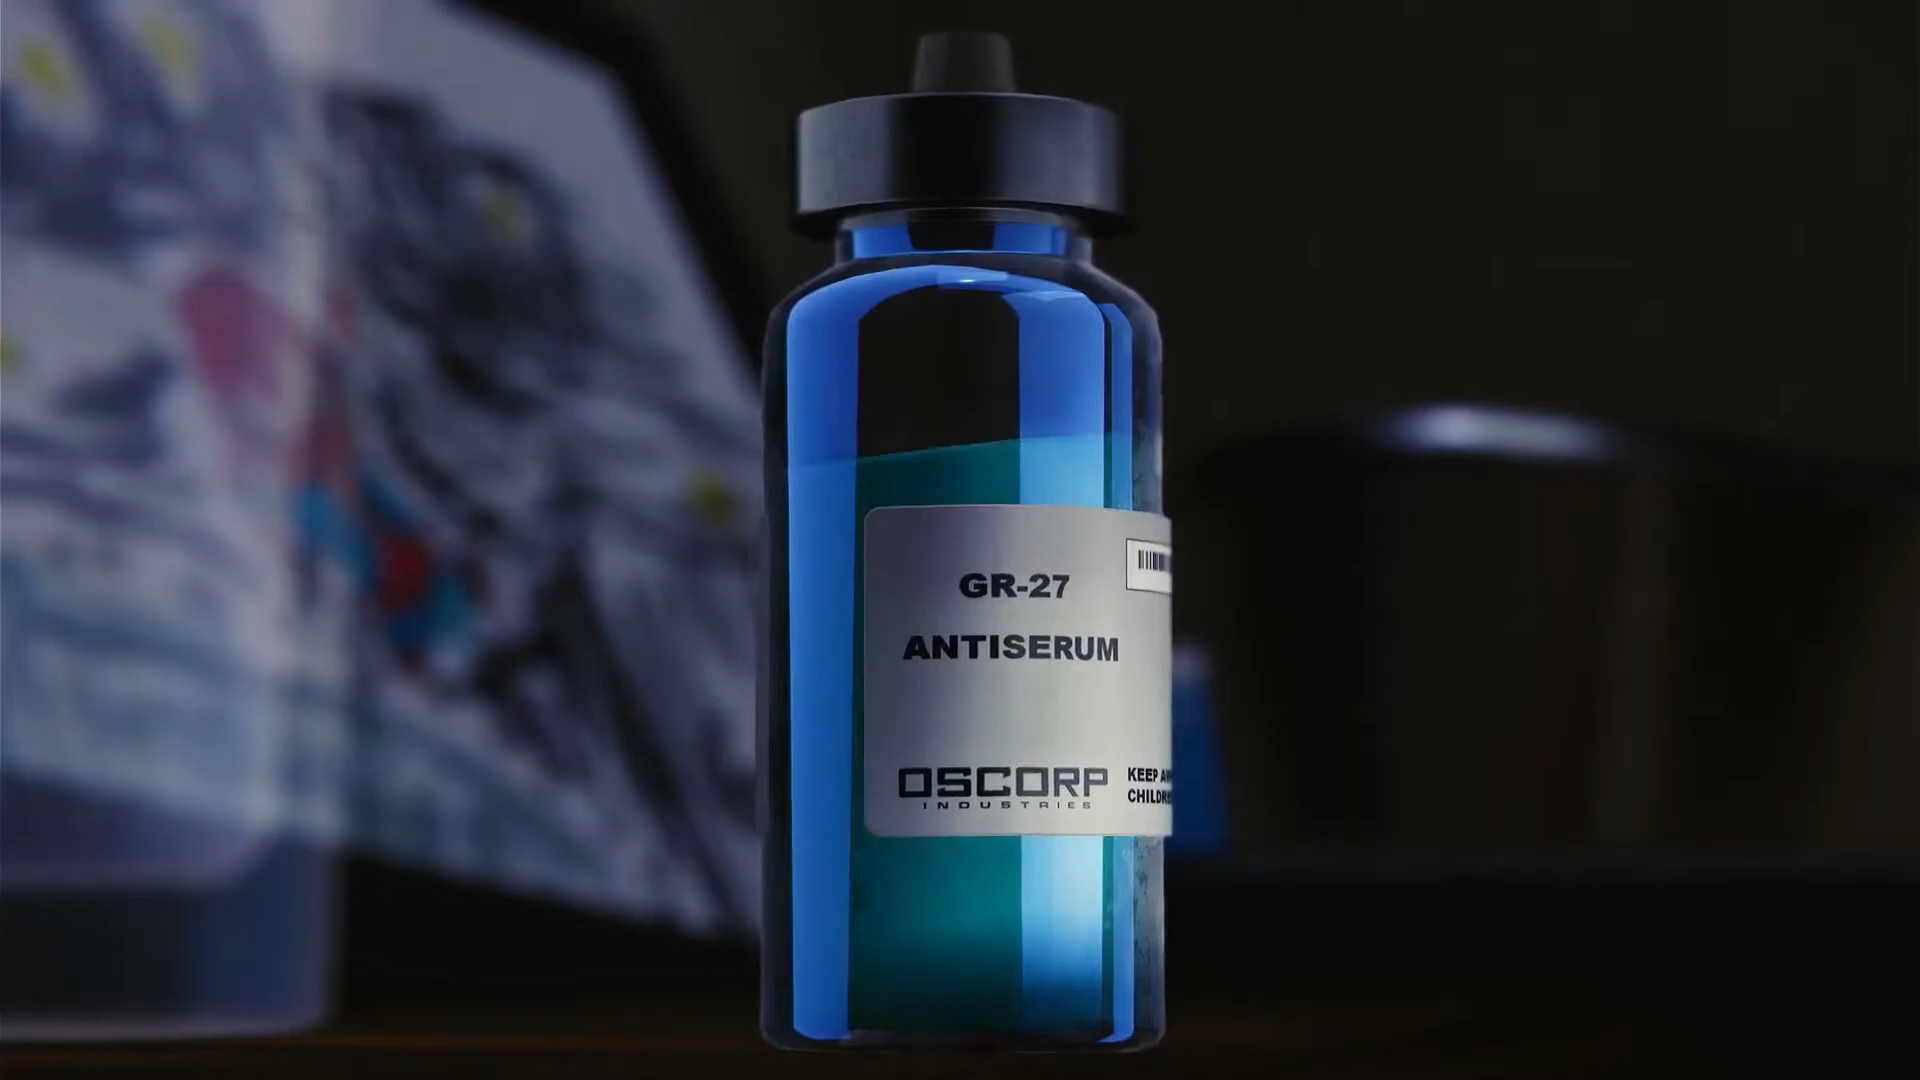 GR-27
ANTISERUM
OSCORP
INDUSTRIES
KEEP
CHILDR